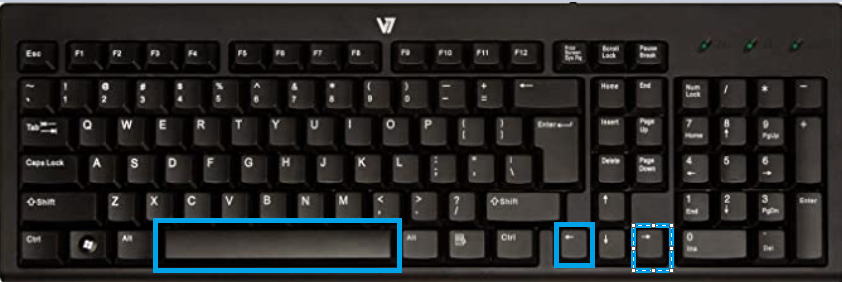 V7
Esc F1 F2 F3 F4 F5 F6 F7 F8 F9 F10 F11 F12 Print Screen Sys Rq Scroll Lock Pause Break
~ ` ! 1 @ 2 # 3 $ 4 % 5 ^ 6 & 7 * 8 ( 9 ) 0 — - + = ← Home End Num Lock / * −
Tab Q W E R T Y U I O P { [ } ] Enter Insert Page Up 7 Home 8 ↑ 9 PgUp +
Caps Lock A S D F G H J K L : ; " ' | \ Delete Page Down 4 ← 5 6 →
⇧Shift Z X C V B N M < , > . ? / ⇧Shift ↑ 1 End 2 ↓ 3 PgDn Enter
Ctrl Alt Alt Ctrl ← ↓ → 0 Ins . Del